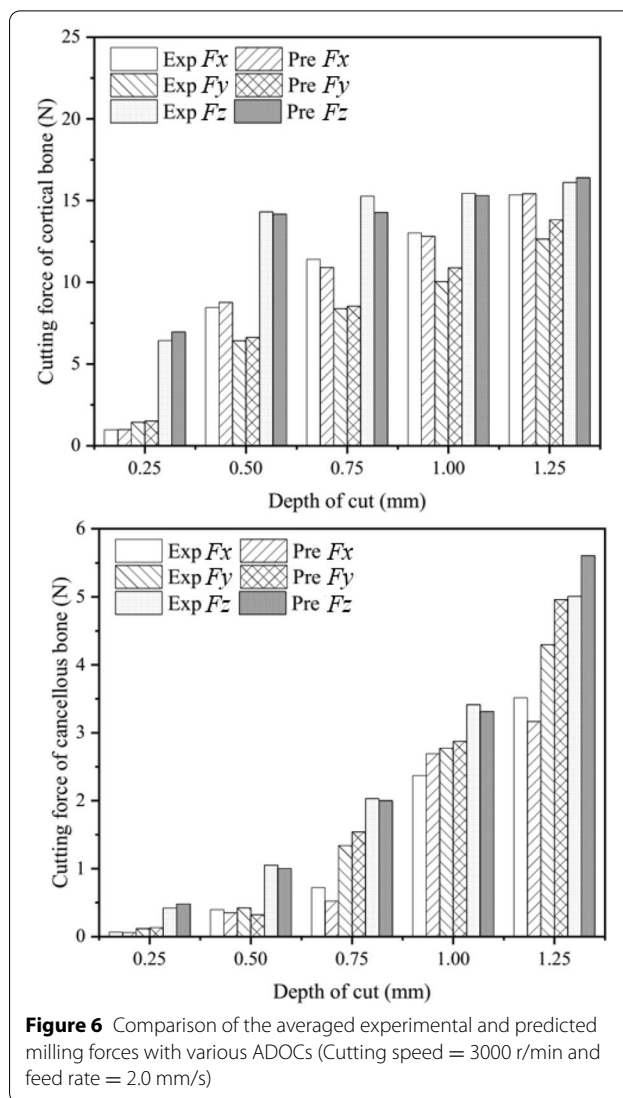 25
20
15
10
5
0
Cutting force of cortical bone (N)
Exp Fx Pre Fx
Exp Fy Pre Fy
Exp Fz Pre Fz
0.25 0.50 0.75 1.00 1.25
Depth of cut (mm)
6
5
4
3
2
1
0
Cutting force of cancellous bone (N)
Exp Fx Pre Fx
Exp Fy Pre Fy
Exp Fz Pre Fz
0.25 0.50 0.75 1.00 1.25
Depth of cut (mm)
Figure 6 Comparison of the averaged experimental and predicted
milling forces with various ADOCs (Cutting speed = 3000 r/min and
feed rate = 2.0 mm/s)